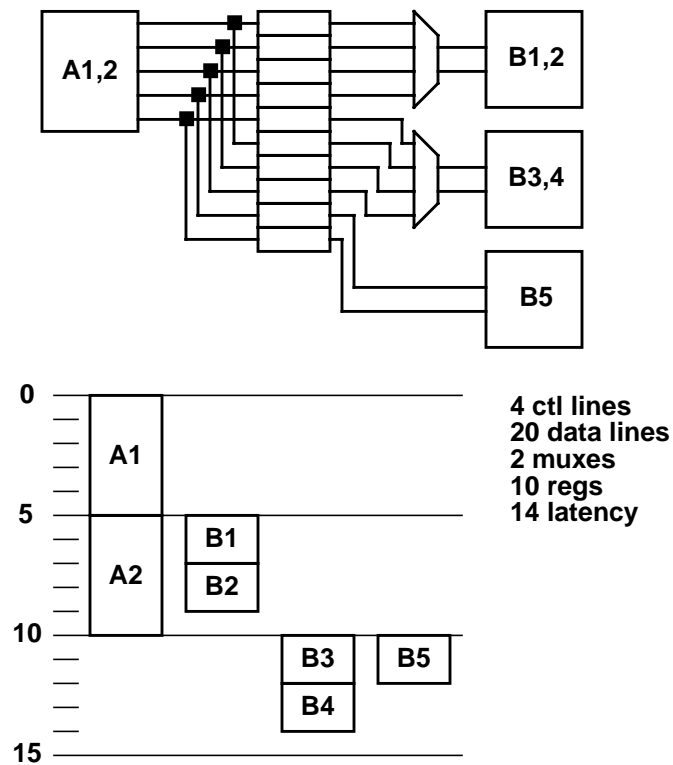 A1,2
B1,2
B3,4
B5
0
A1
4 ctl lines
20 data lines
2 muxes
10 regs
14 latency
5
A2
B1
B2
10
B3
B5
B4
15